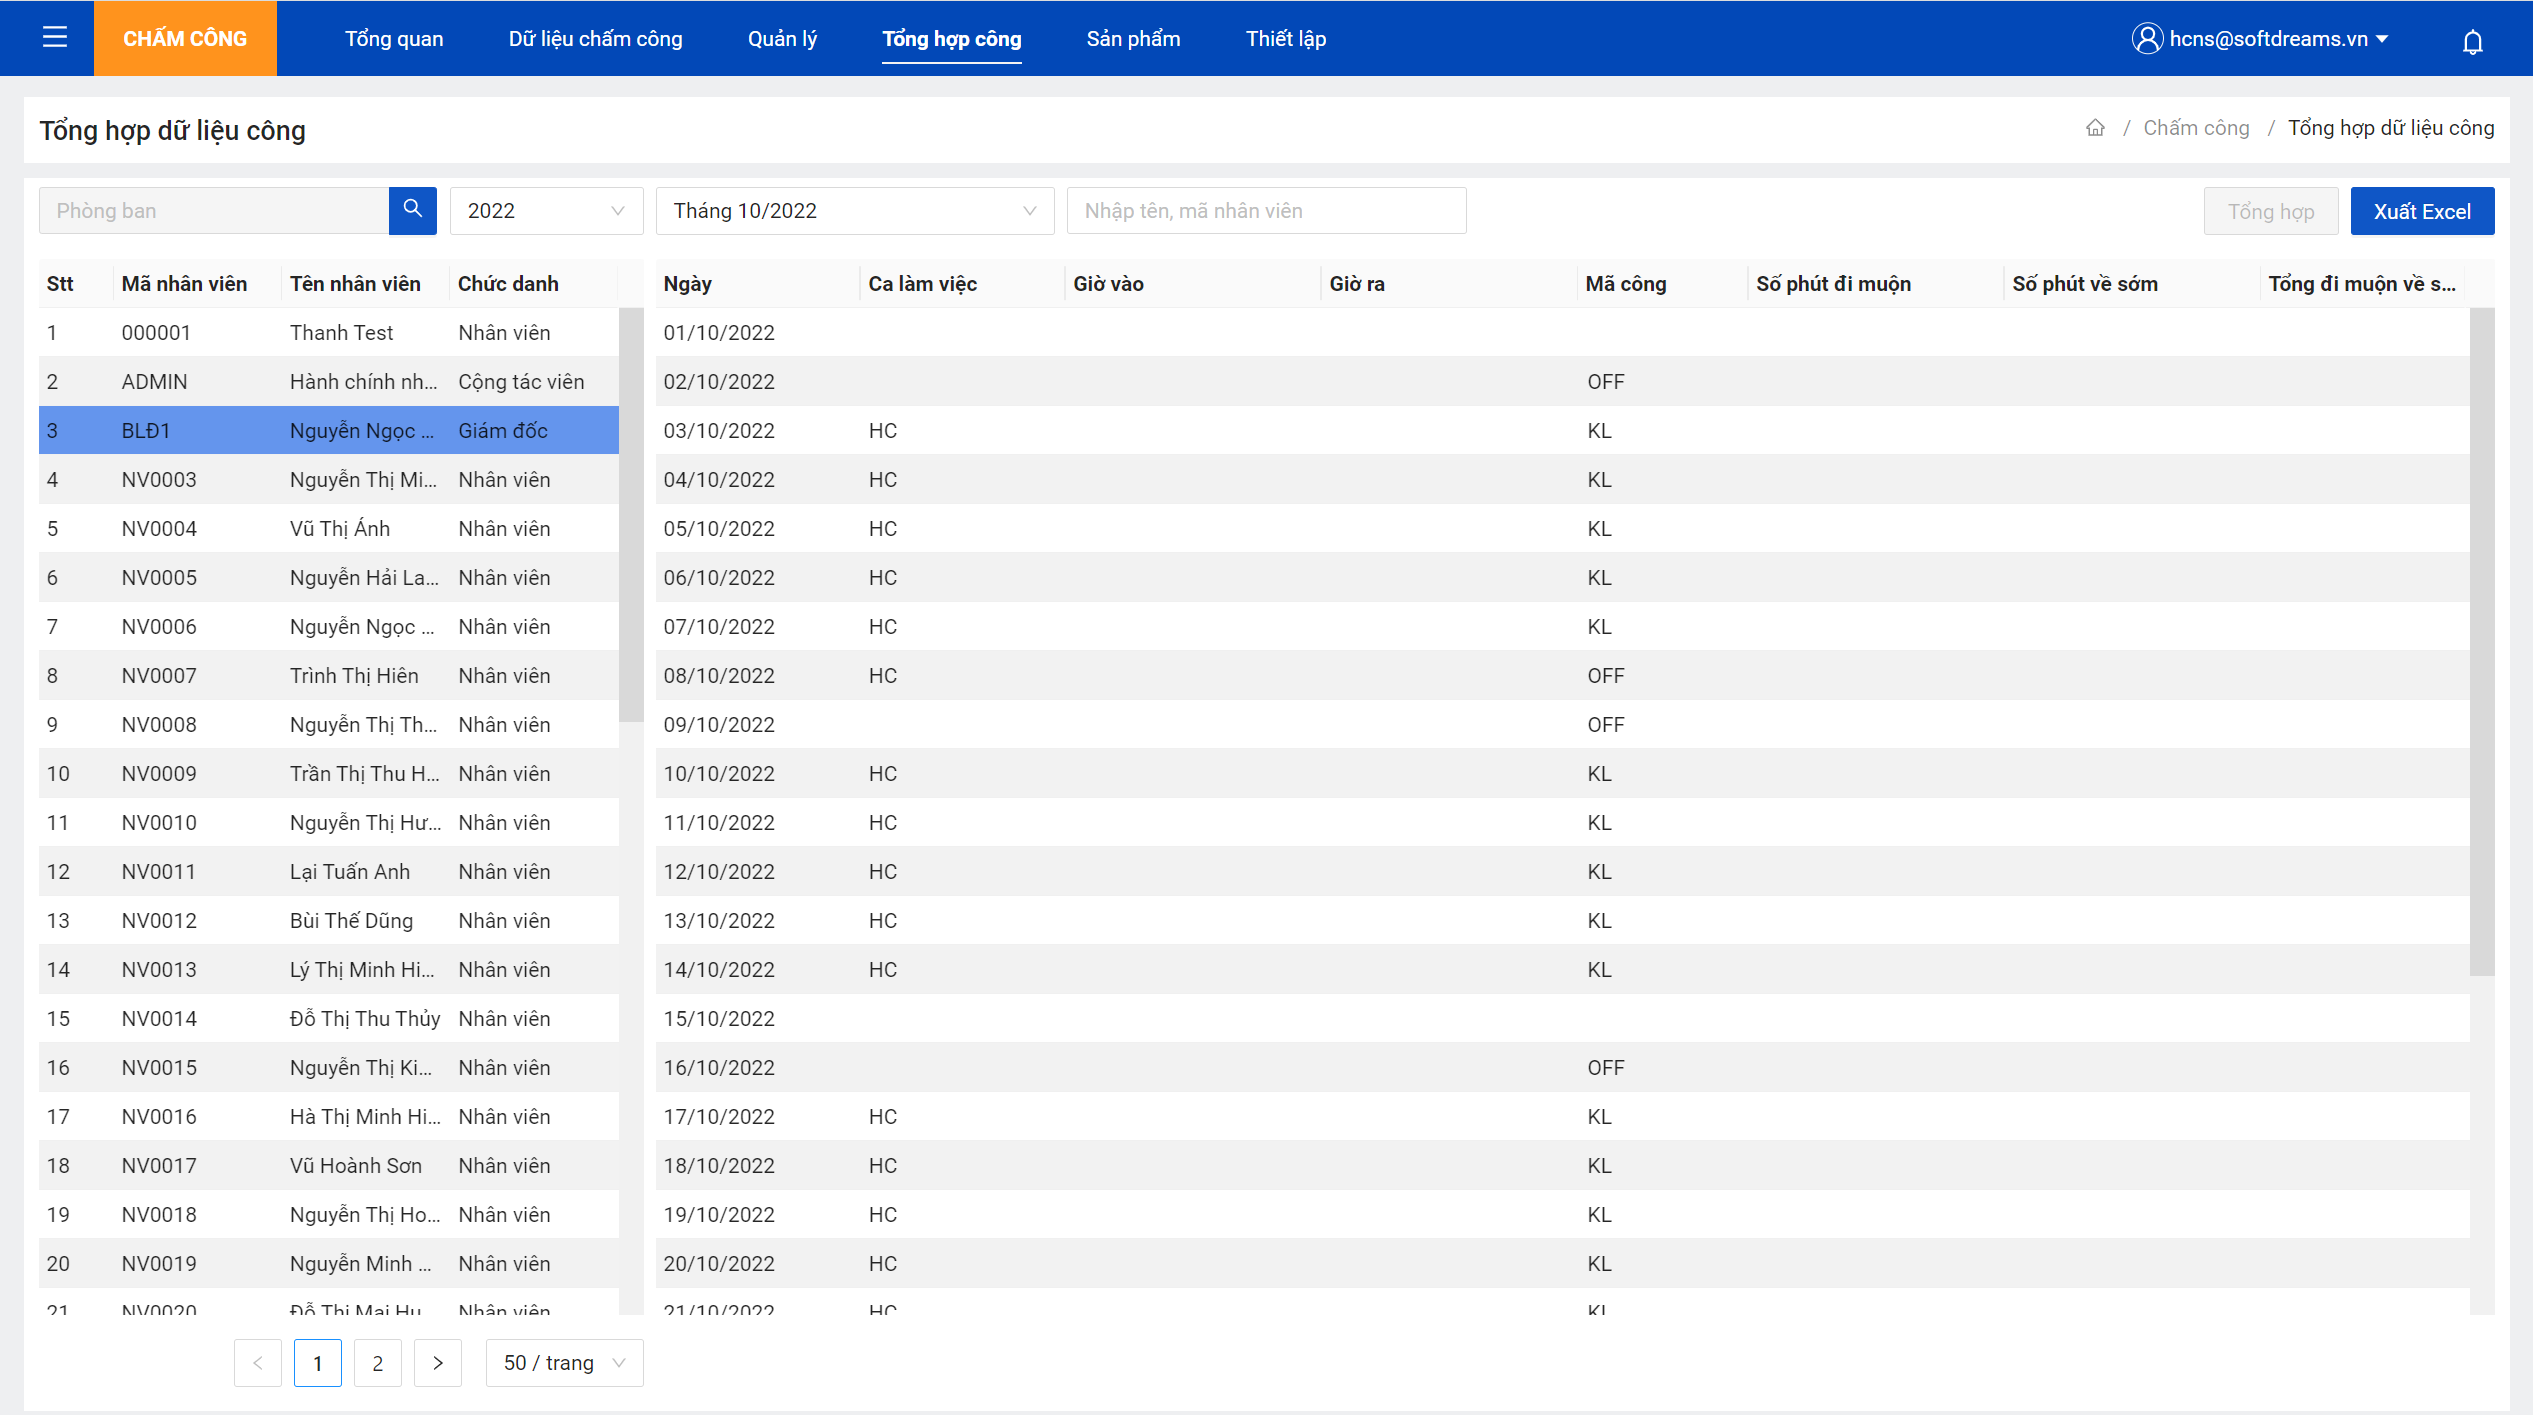 CHẤM CÔNG Tổng quan Dữ liệu chấm công Quản lý Tổng hợp công Sản phẩm Thiết lập hcns@softdreams.vn
Tổng hợp dữ liệu công / Chấm công / Tổng hợp dữ liệu công
Phòng ban 2022 Tháng 10/2022 Nhập tên, mã nhân viên Tổng hợp Xuất Excel
Stt Mã nhân viên Tên nhân viên Chức danh Ngày Ca làm việc Giờ vào Giờ ra Mã công Số phút đi muộn Số phút về sớm Tổng đi muộn về s...
1 000001 Thanh Test Nhân viên 01/10/2022
2 ADMIN Hành chính nh... Cộng tác viên 02/10/2022 OFF
3 BLĐ1 Nguyễn Ngọc ... Giám đốc 03/10/2022 HC KL
4 NV0003 Nguyễn Thị Mi... Nhân viên 04/10/2022 HC KL
5 NV0004 Vũ Thị Ánh Nhân viên 05/10/2022 HC KL
6 NV0005 Nguyễn Hải La... Nhân viên 06/10/2022 HC KL
7 NV0006 Nguyễn Ngọc ... Nhân viên 07/10/2022 HC KL
8 NV0007 Trình Thị Hiên Nhân viên 08/10/2022 HC OFF
9 NV0008 Nguyễn Thị Th... Nhân viên 09/10/2022 OFF
10 NV0009 Trần Thị Thu H... Nhân viên 10/10/2022 HC KL
11 NV0010 Nguyễn Thị Hư... Nhân viên 11/10/2022 HC KL
12 NV0011 Lại Tuấn Anh Nhân viên 12/10/2022 HC KL
13 NV0012 Bùi Thế Dũng Nhân viên 13/10/2022 HC KL
14 NV0013 Lý Thị Minh Hi... Nhân viên 14/10/2022 HC KL
15 NV0014 Đỗ Thị Thu Thủy Nhân viên 15/10/2022
16 NV0015 Nguyễn Thị Ki... Nhân viên 16/10/2022 OFF
17 NV0016 Hà Thị Minh Hi... Nhân viên 17/10/2022 HC KL
18 NV0017 Vũ Hoành Sơn Nhân viên 18/10/2022 HC KL
19 NV0018 Nguyễn Thị Ho... Nhân viên 19/10/2022 HC KL
20 NV0019 Nguyễn Minh ... Nhân viên 20/10/2022 HC KL
21 NV0020 Đỗ Thị Mai Hu Nhân viên 21/10/2022 HC KL
< 1 2 > 50 / trang